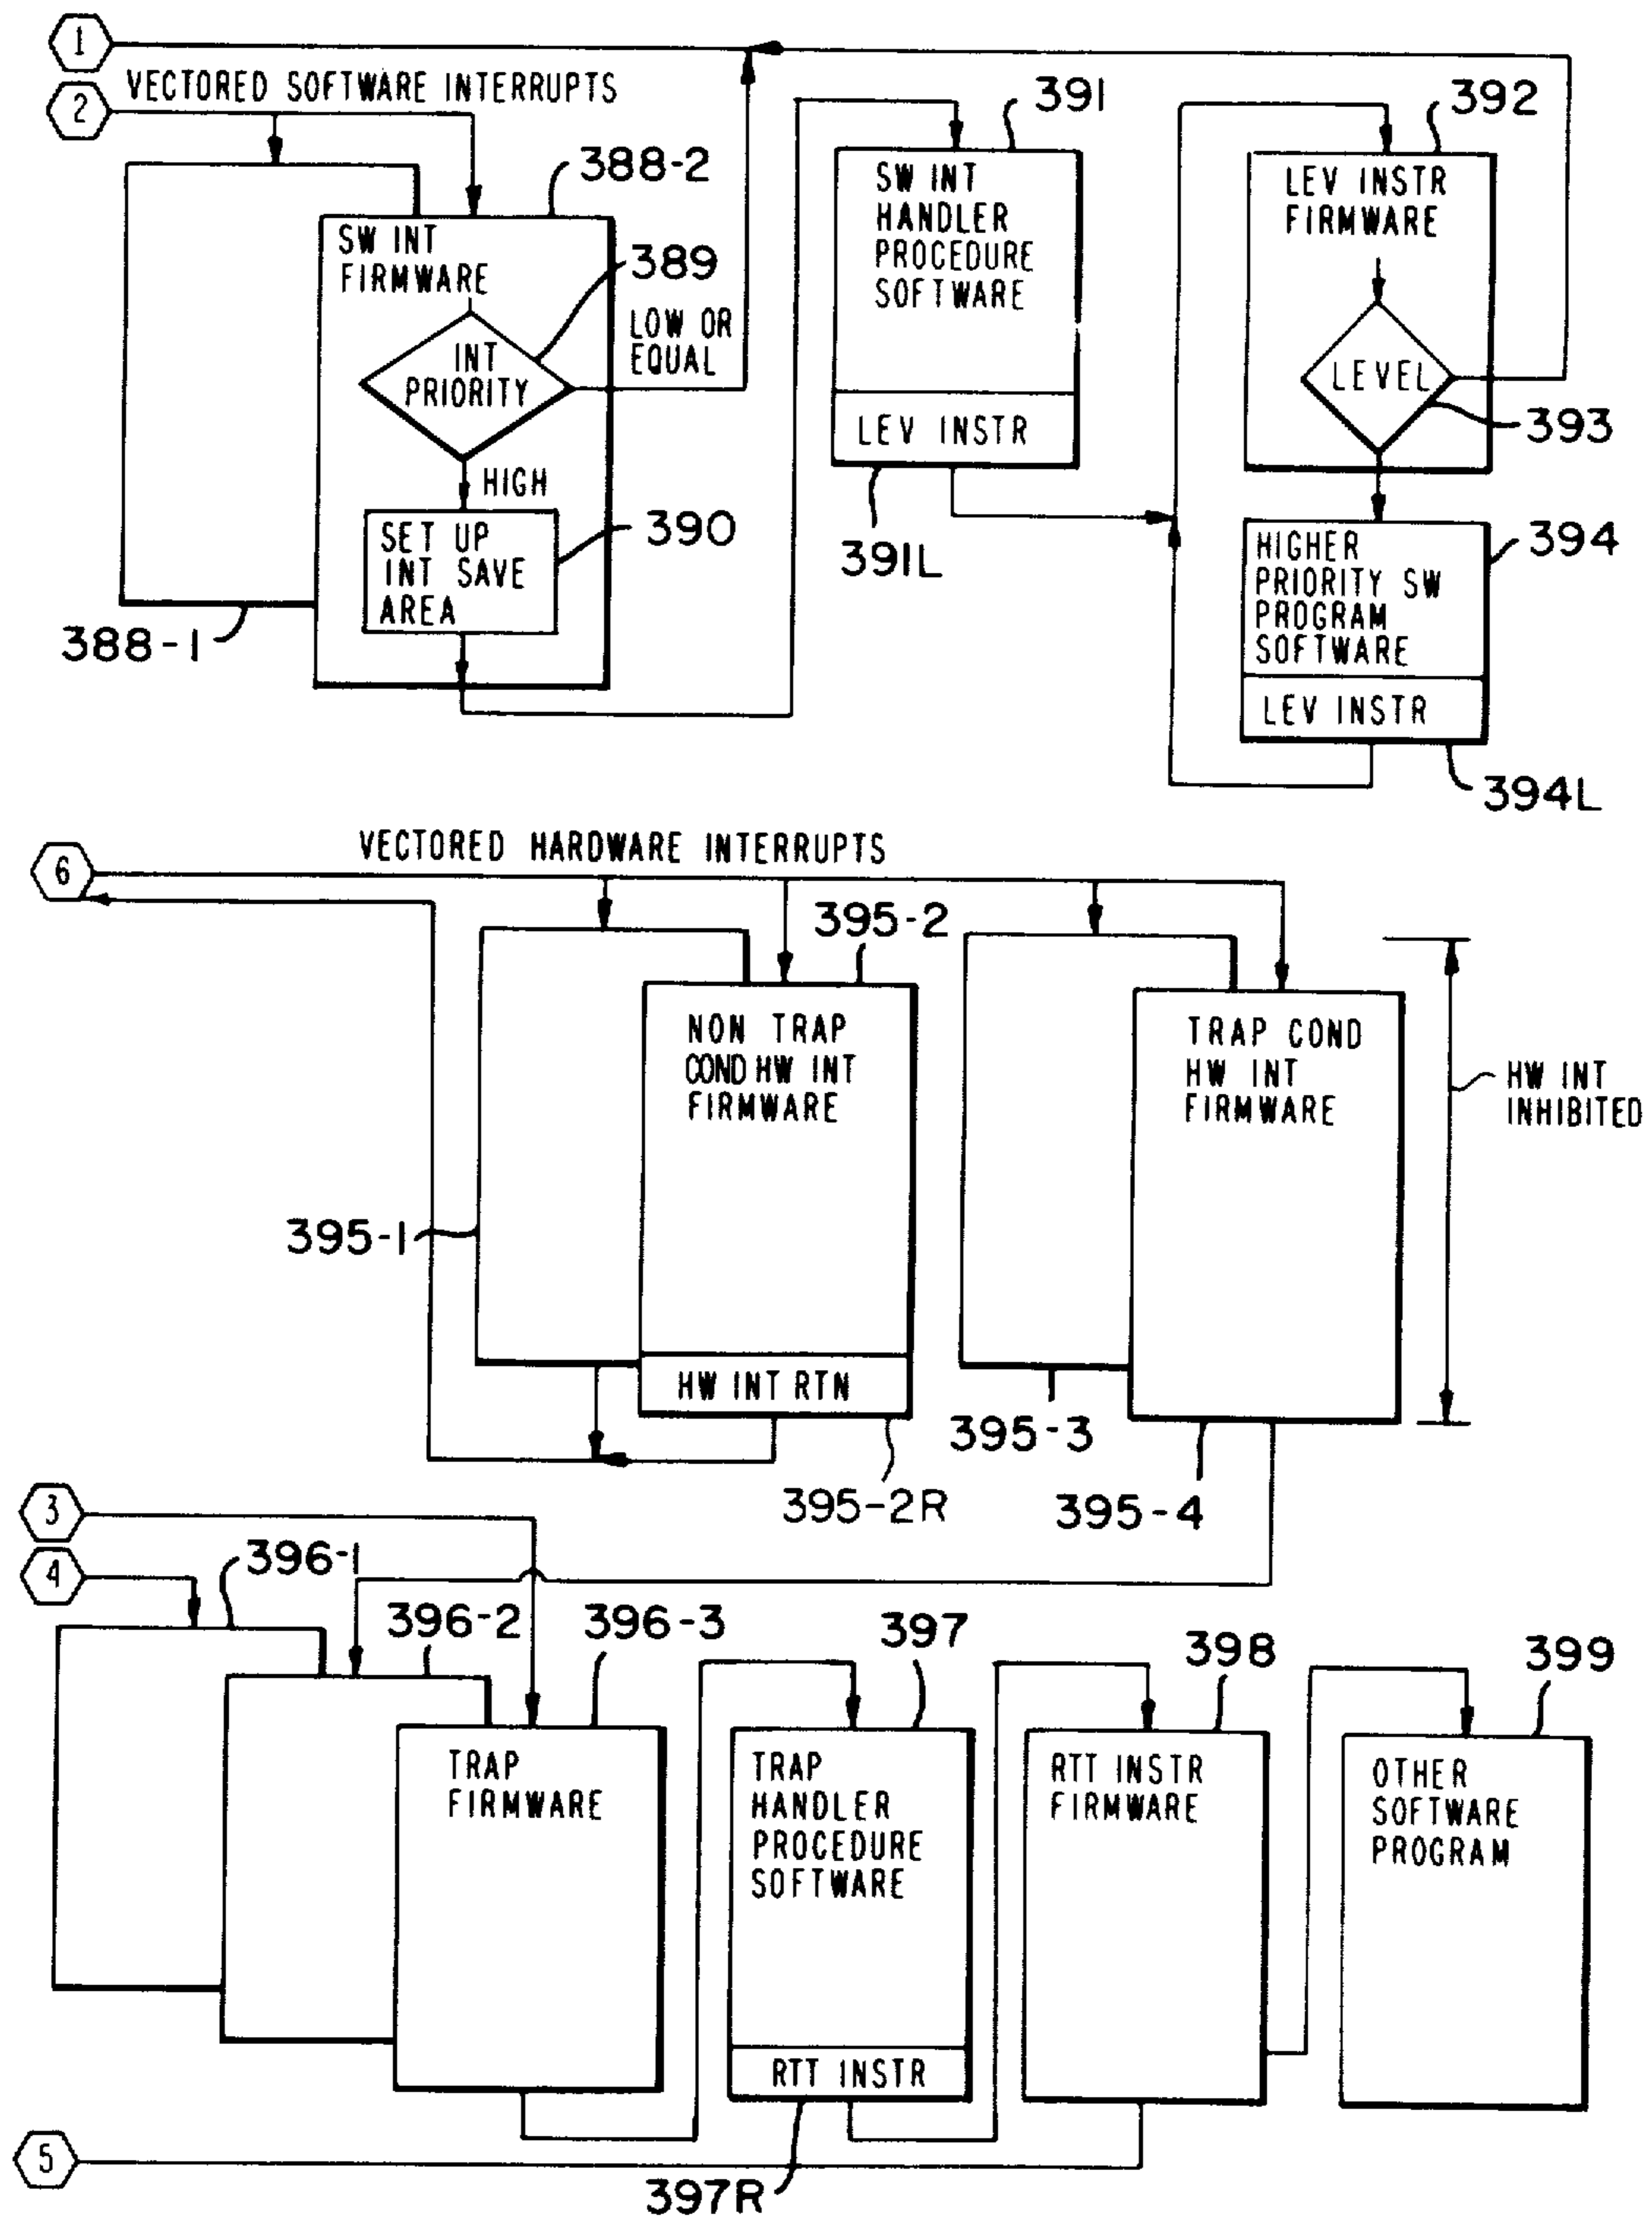 1
VECTORED SOFTWARE INTERRUPTS
2
388-2
SW INT
FIRMWARE
389
INT
PRIORITY
LOW OR
EQUAL
HIGH
SET UP
INT SAVE
AREA
390
388-1
391
SW INT
HANDLER
PROCEDURE
SOFTWARE
LEV INSTR
391L
392
LEV INSTR
FIRMWARE
LEVEL
393
HIGHER
PRIORITY SW
PROGRAM
SOFTWARE
394
LEV INSTR
394L
VECTORED HARDWARE INTERRUPTS
6
395-2
NON TRAP
COND HW INT
FIRMWARE
395-1
HW INT RTN
395-2R
TRAP COND
HW INT
FIRMWARE
HW INT
INHIBITED
395-3
395-4
3
4
396-1
396-2
396-3
TRAP
FIRMWARE
397
TRAP
HANDLER
PROCEDURE
SOFTWARE
RTT INSTR
397R
398
RTT INSTR
FIRMWARE
399
OTHER
SOFTWARE
PROGRAM
5